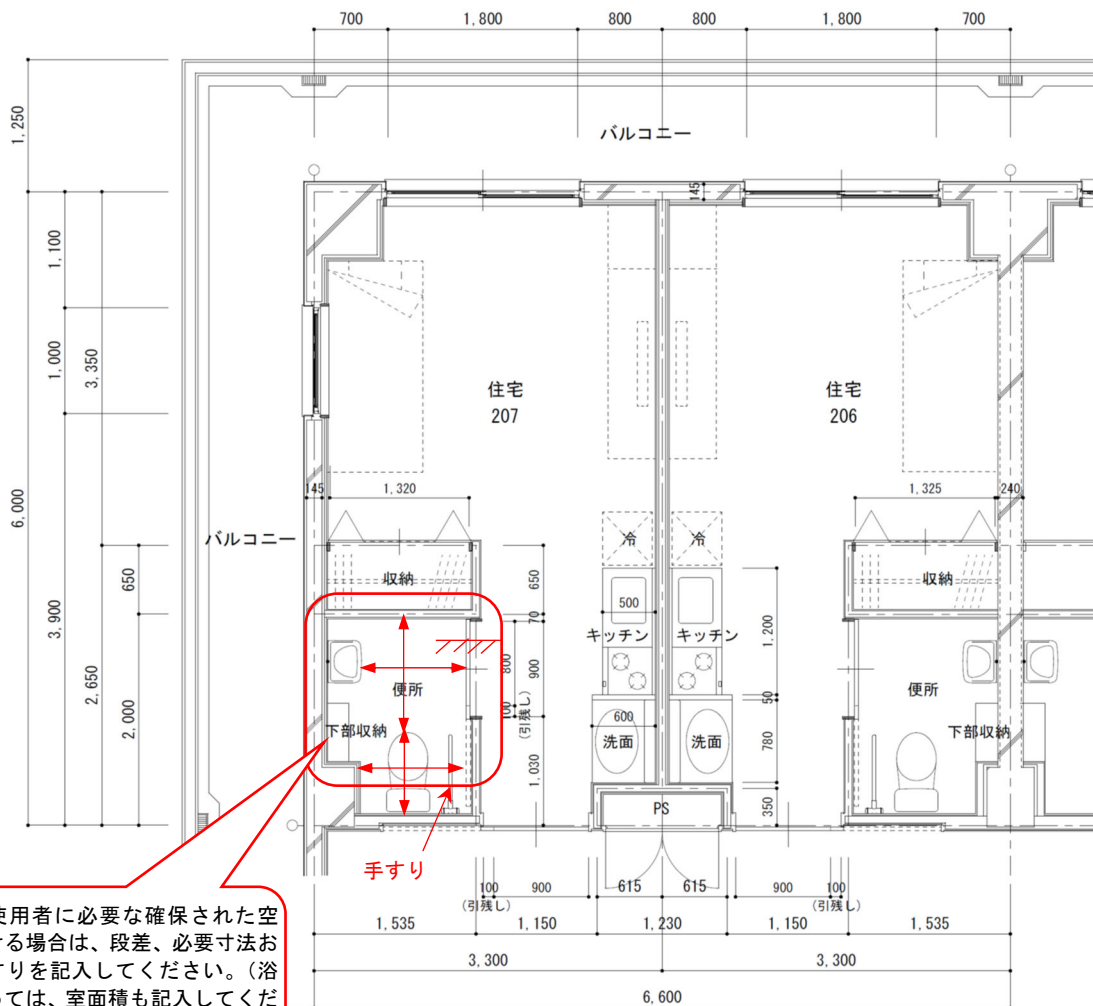 700 1,800 800 800 1,800 700
1,250
バルコニー
145
1,100
1,000
3,350
6,000
住宅
207
住宅
206
145 1,320
1,325 240
バルコニー
冷 冷
650
収納
650
収納
3,900
70
500
キッチン キッチン
1,200
800
900
2,650
2,000
便所
便所
50
100
(引残し)
600
下部収納
下部収納
洗面 洗面
780
1,030
350
PS
手すり
100 900 615 615 900 100
(引残し) (引残し)
1,535 1,150 1,230 1,150 1,535
3,300 3,300
6,600
使用者に必要な確保された空
する場合は、段差、必要寸法お
すりを記入してください。(浴
っては、室面積も記入してくだ